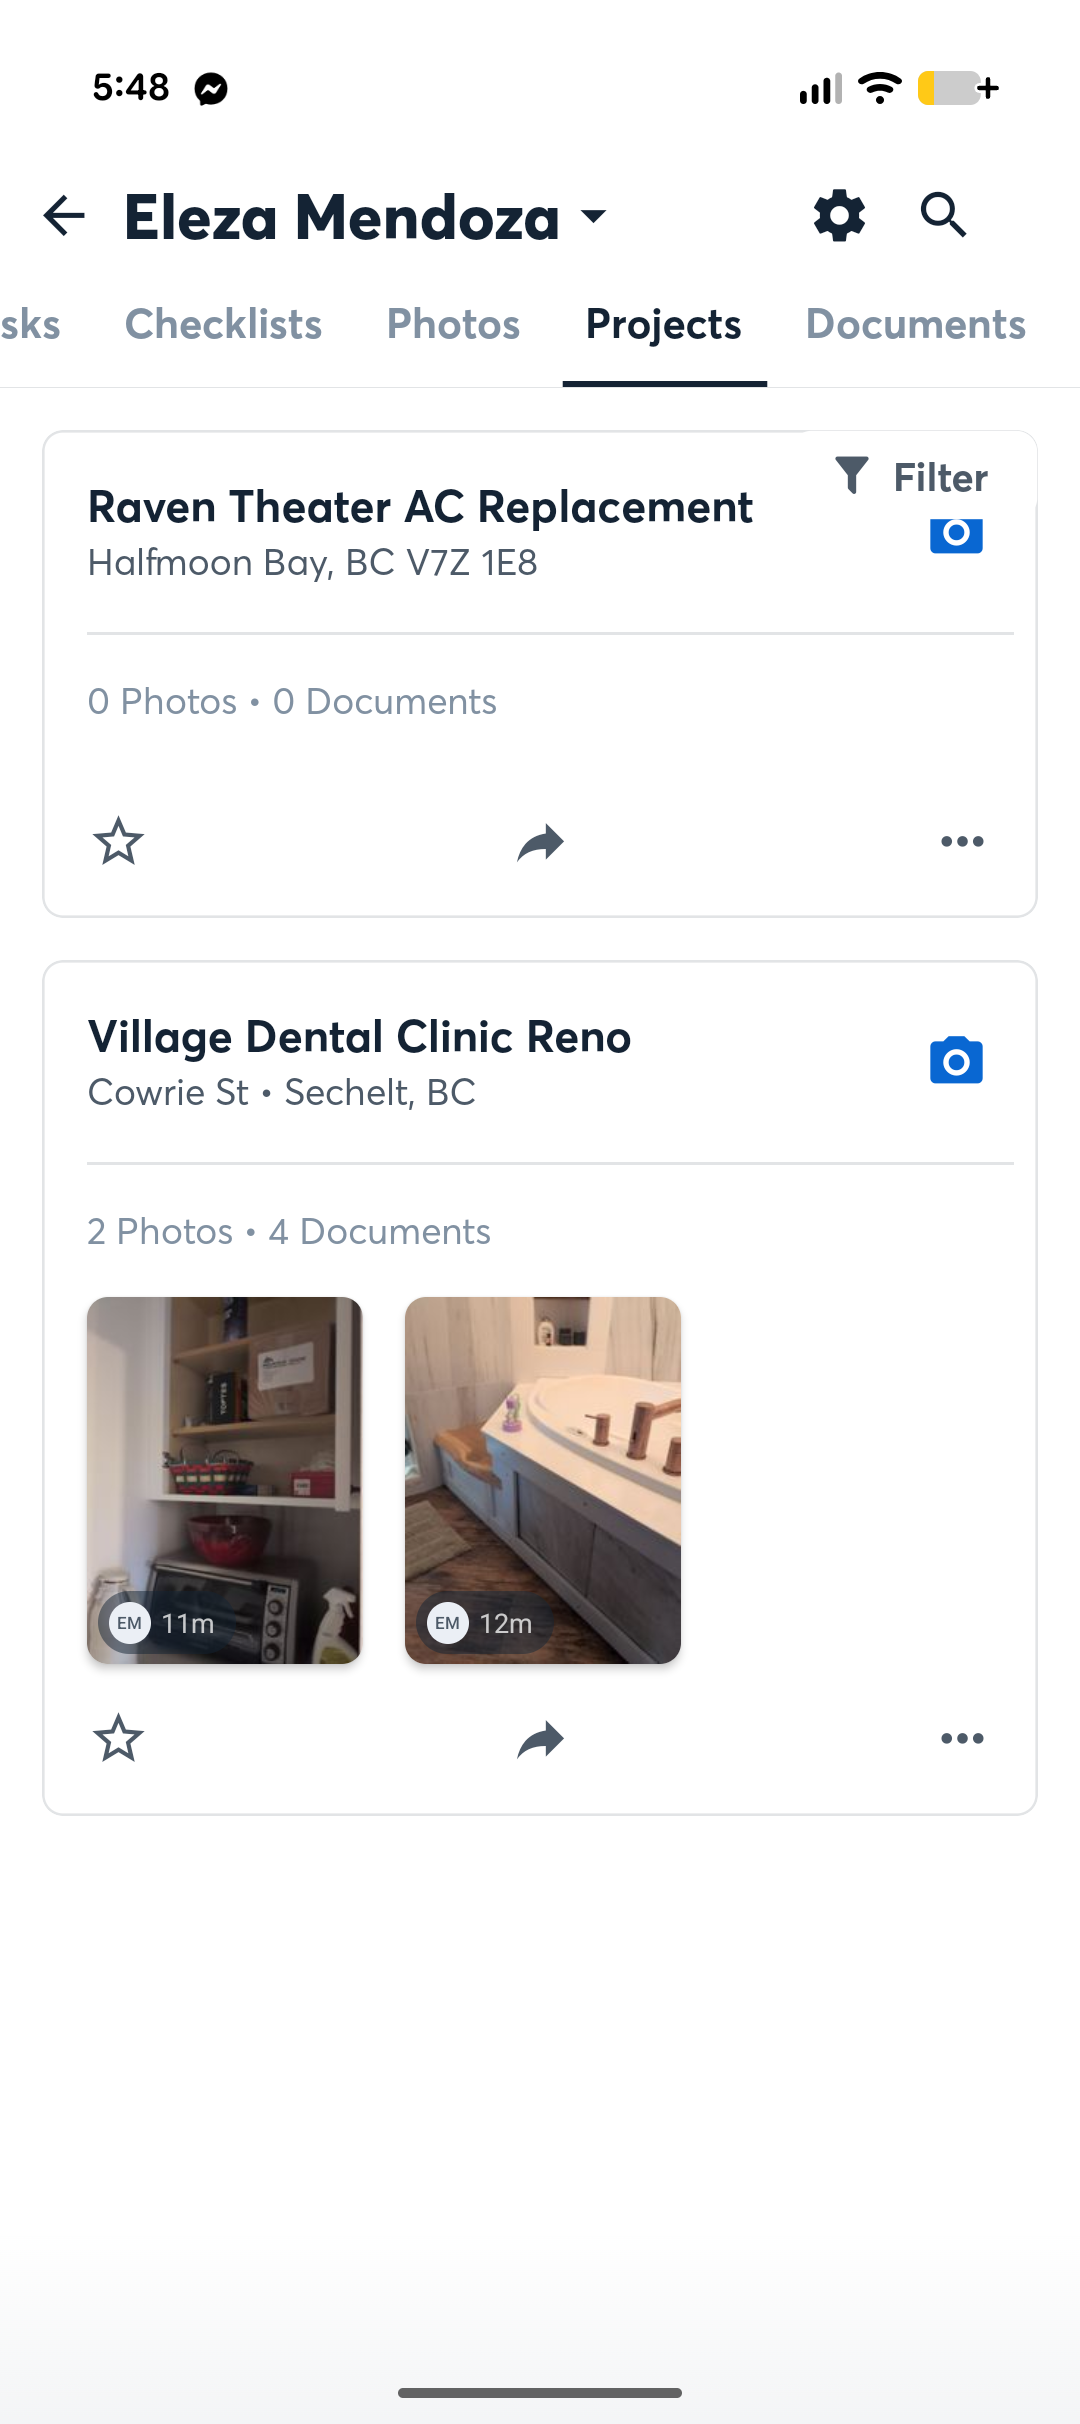 5:48
Eleza Mendoza
sks Checklists Photos Projects Documents
Filter
Raven Theater AC Replacement
Halfmoon Bay, BC V7Z 1E8
0 Photos • 0 Documents
Village Dental Clinic Reno
Cowrie St • Sechelt, BC
2 Photos • 4 Documents
TOPTES
EM 11m
EM 12m